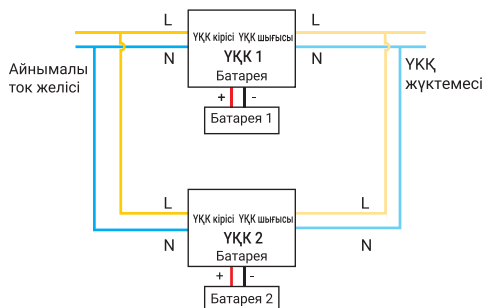 L
L
ҮҚК кірісі ҮҚК шығысы
N
ҮҚК 1
N
Айнымалы
ток желісі
Батарея
ҮКҚ
жүктемесі
+
-
Батарея 1
L
L
ҮҚК кірісі ҮҚК шығысы
N
ҮҚК 2
N
Батарея
+
-
Батарея 2